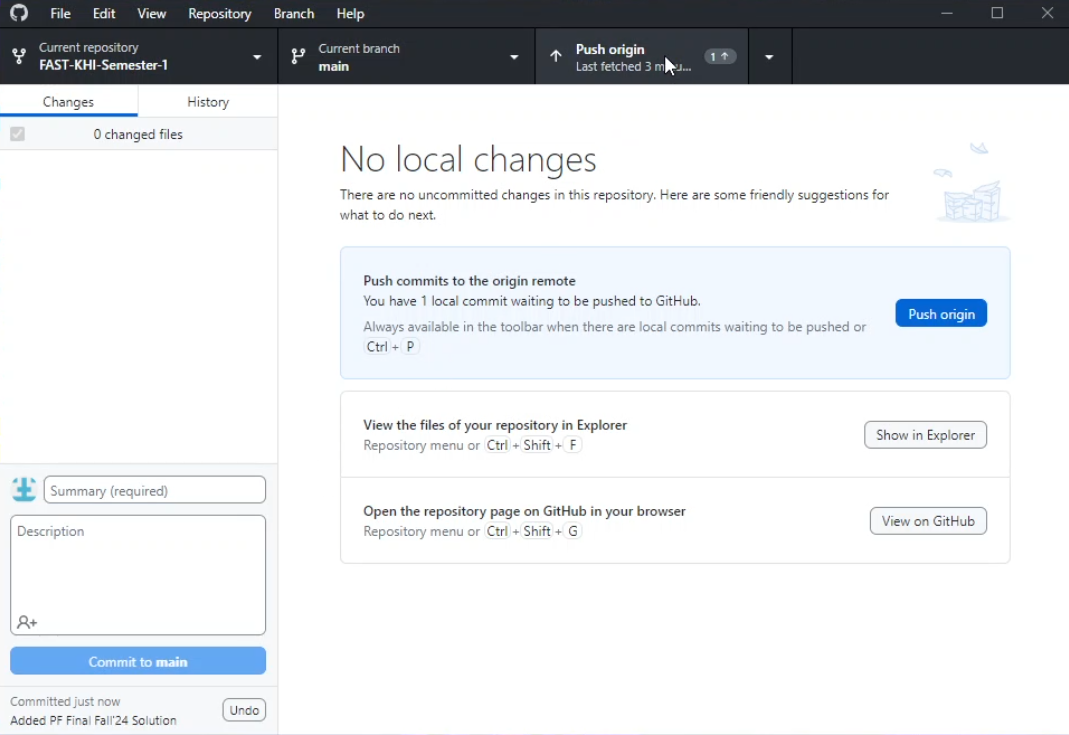 File Edit View Repository Branch Help
Current repository
FAST-KHI-Semester-1
Current branch
main
Push origin
Last fetched 3 m
1
Changes History
0 changed files
No local changes
There are no uncommitted changes in this repository. Here are some friendly suggestions for
what to do next.
Push commits to the origin remote
You have 1 local commit waiting to be pushed to GitHub.
Always available in the toolbar when there are local commits waiting to be pushed or
Ctrl + P
Push origin
View the files of your repository in Explorer
Repository menu or Ctrl + Shift + F
Show in Explorer
Open the repository page on GitHub in your browser
Repository menu or Ctrl + Shift + G
View on GitHub
Summary (required)
Description
Commit to main
Committed just now
Added PF Final Fall'24 Solution
Undo